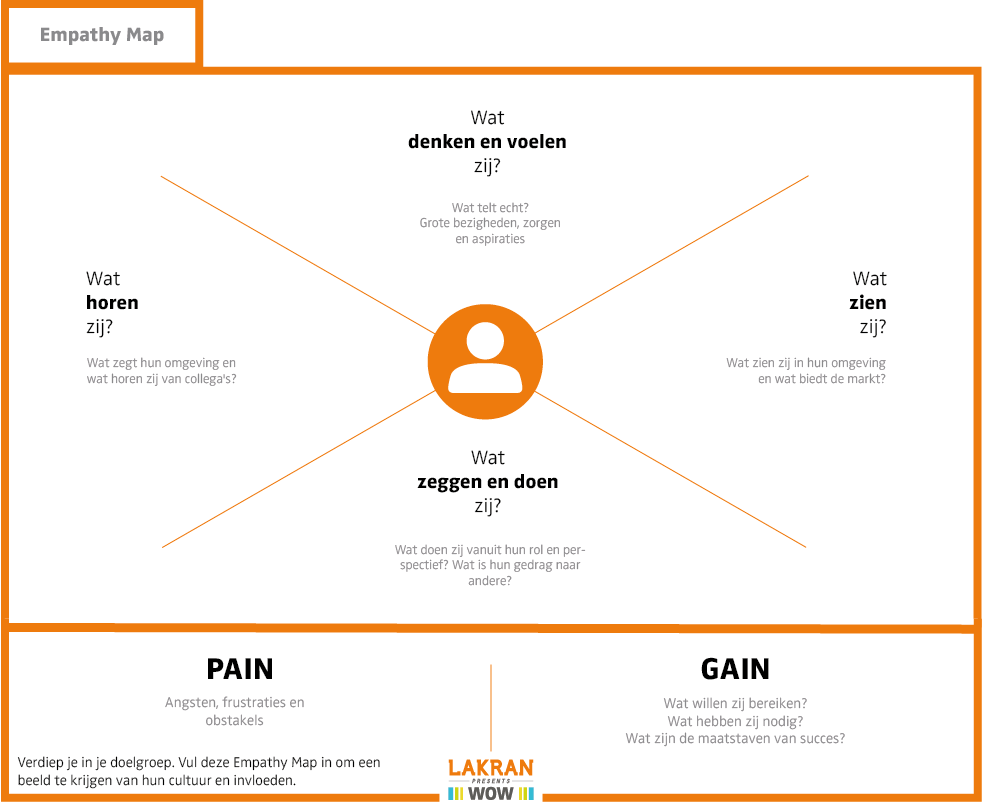 Empathy Map
Wat
denken en voelen
zij?
Wat telt echt?
Grote bezigheden, zorgen
en aspiraties
Wat
horen
zij?
Wat zegt hun omgeving en
wat horen zij van collega's?
Wat
zien
zij?
Wat zien zij in hun omgeving
en wat biedt de markt?
Wat
zeggen en doen
zij?
Wat doen zij vanuit hun rol en per-
spectief? Wat is hun gedrag naar
andere?
PAIN
Angsten, frustraties en
obstakels
GAIN
Wat willen zij bereiken?
Wat hebben zij nodig?
Wat zijn de maatstaven van succes?
Verdiep je in je doelgroep. Vul deze Empathy Map in om een
beeld te krijgen van hun cultuur en invloeden.
LAKRAN
PRESENTS
WOW